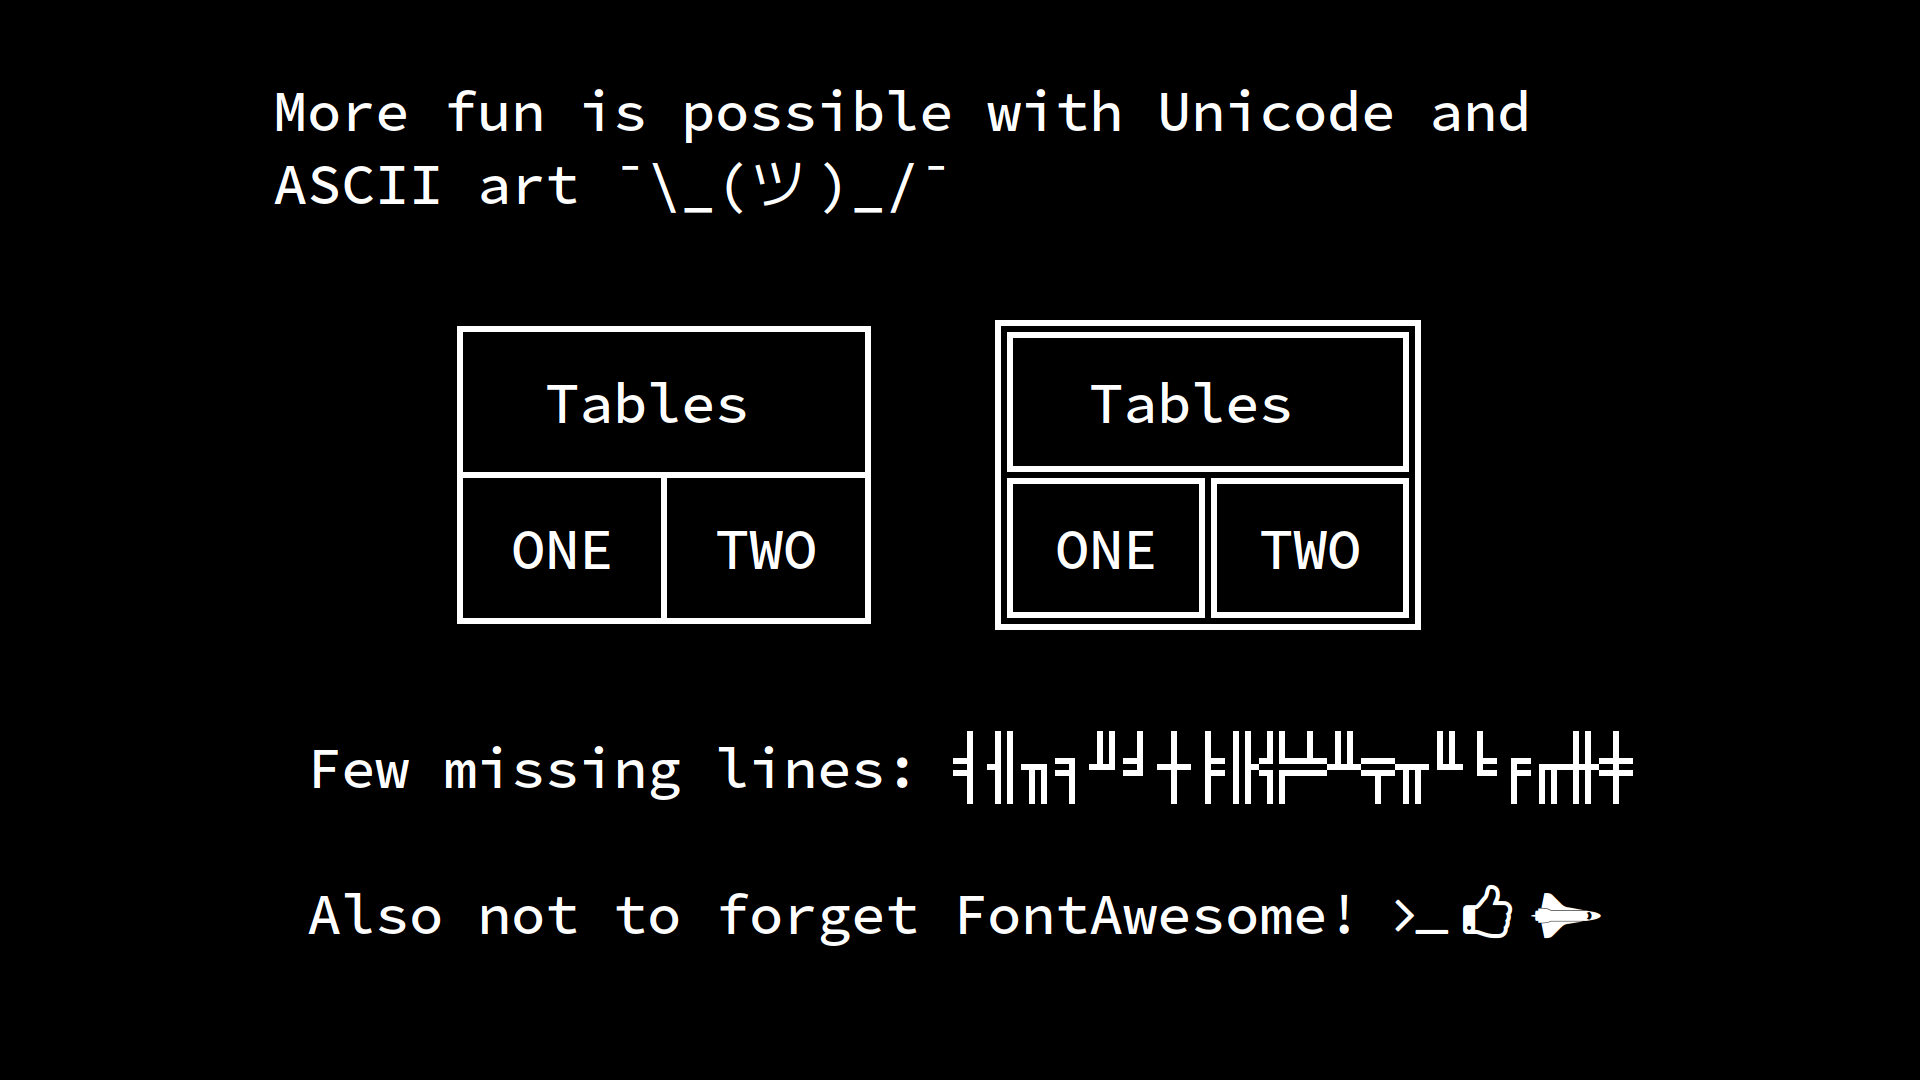 More fun is possible with Unicode and
ASCII art ¯\_(ツ)_/¯
Tables
ONE TWO
Tables
ONE TWO
Few missing lines: ╡╢╖╕╜╛┼╞╟╬╧╨╤╥╙╘╒╓╫╪
Also not to forget FontAwesome! >_